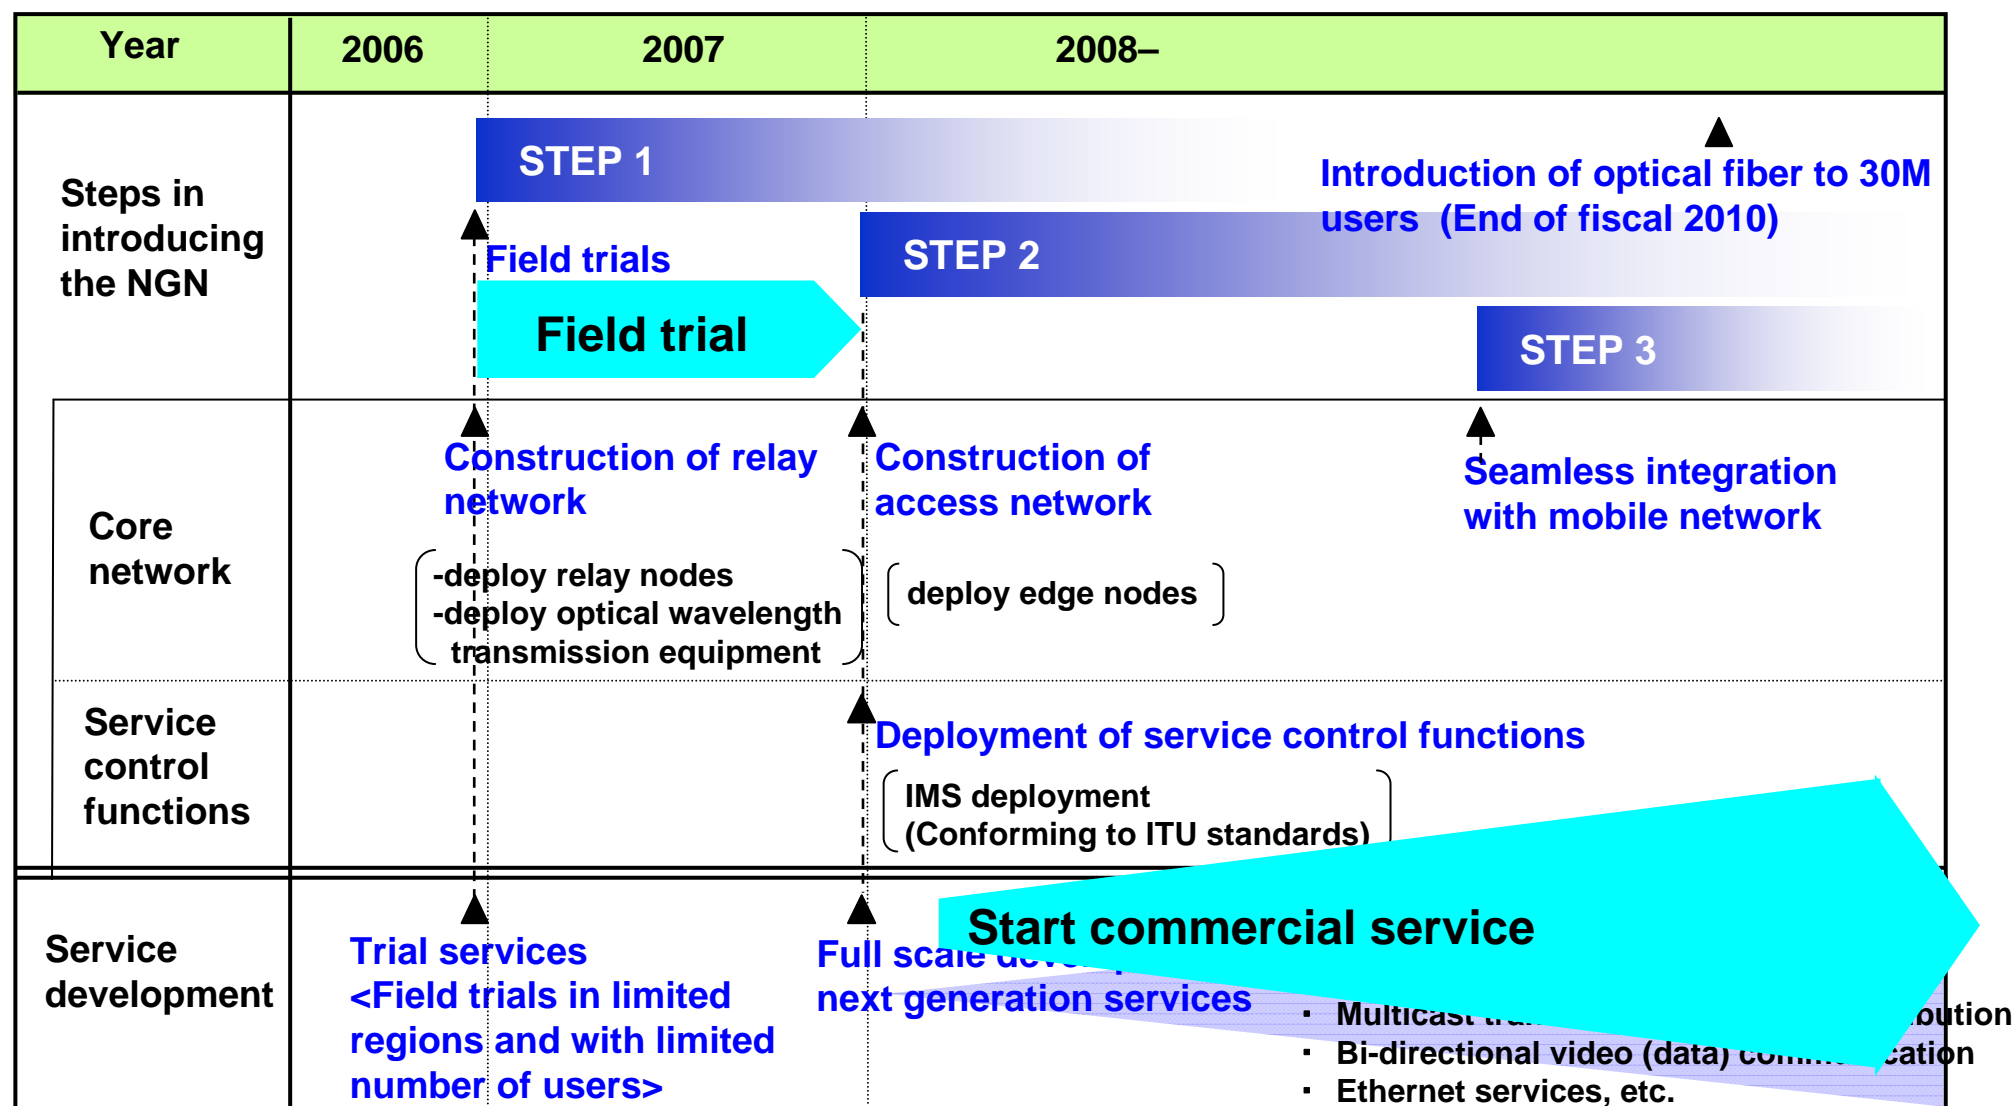 Year
2006
2007
2008–
Steps in
introducing
the NGN
STEP 1
Introduction of optical fiber to 30M
users (End of fiscal 2010)
STEP 2
Field trials
Field trial
STEP 3
Core
network
Construction of relay
network
-deploy relay nodes
-deploy optical wavelength
transmission equipment
Construction of
access network
deploy edge nodes
Seamless integration
with mobile network
Service
control
functions
Deployment of service control functions
IMS deployment
(Conforming to ITU standards)
Service
development
Trial services
<Field trials in limited
regions and with limited
number of users>
Start commercial service
Full scale
next generation services
· Multicast
· Bi-directional video (data)
· Ethernet services, etc.